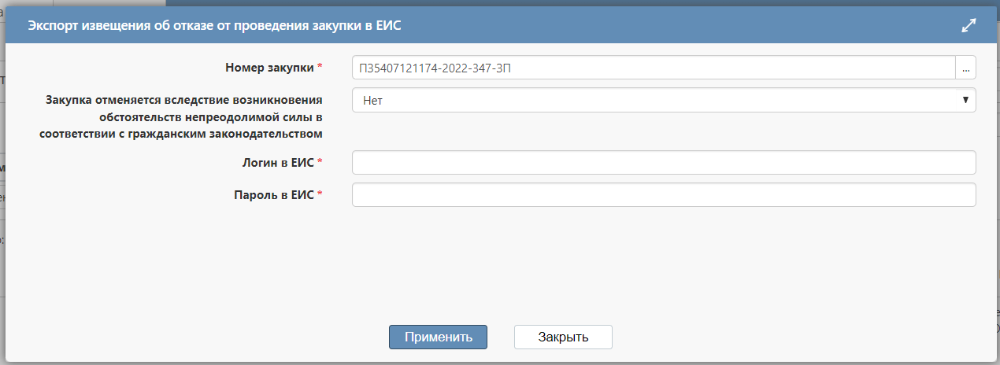 Экспорт извещения об отказе от проведения закупки в ЕИС
Номер закупки *
П35407121174-2022-347-ЗП
...
Закупка отменяется вследствие возникновения
обстоятельств непреодолимой силы в
соответствии с гражданским законодательством
Нет
Логин в ЕИС *
Пароль в ЕИС *
Применить
Закрыть